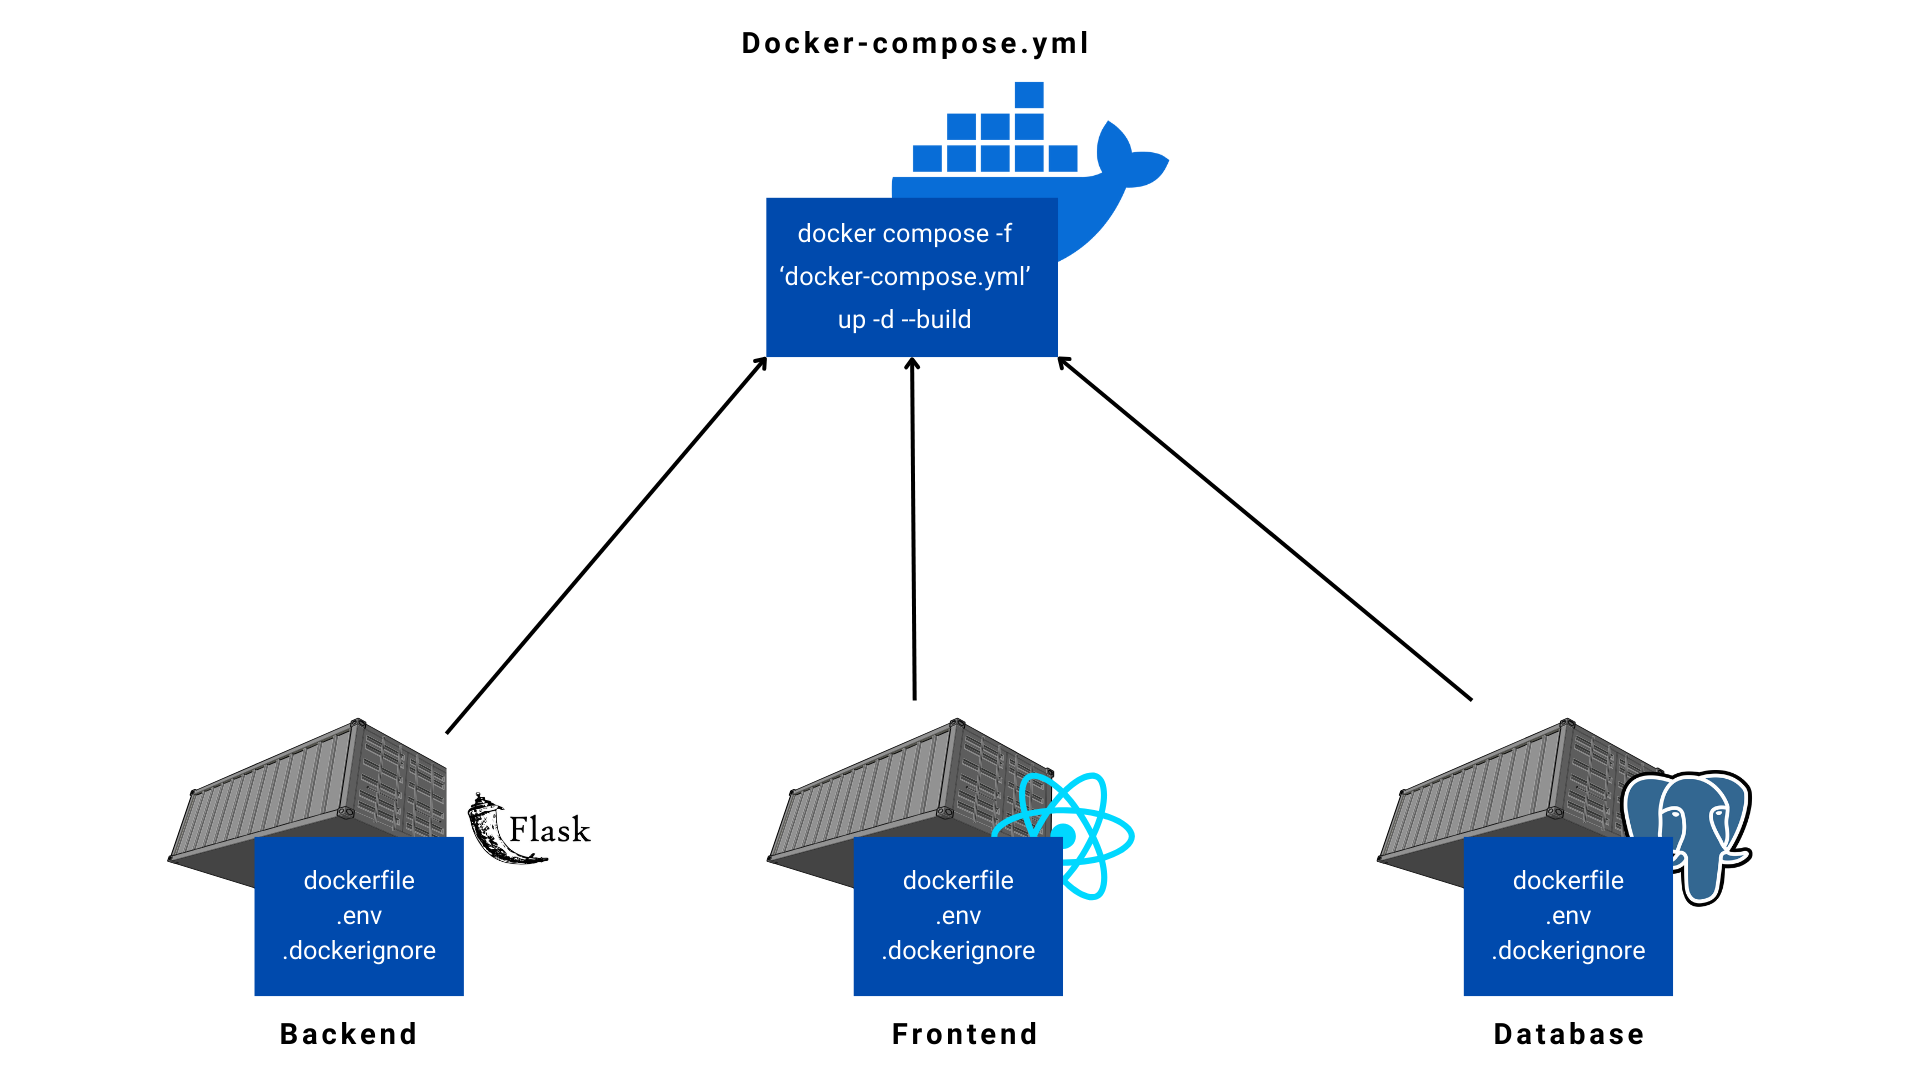 Docker-compose.yml
docker compose -f
‘docker-compose.yml’
up -d --build
Flask
dockerfile
.env
.dockerignore
Backend
dockerfile
.env
.dockerignore
Frontend
dockerfile
.env
.dockerignore
Database